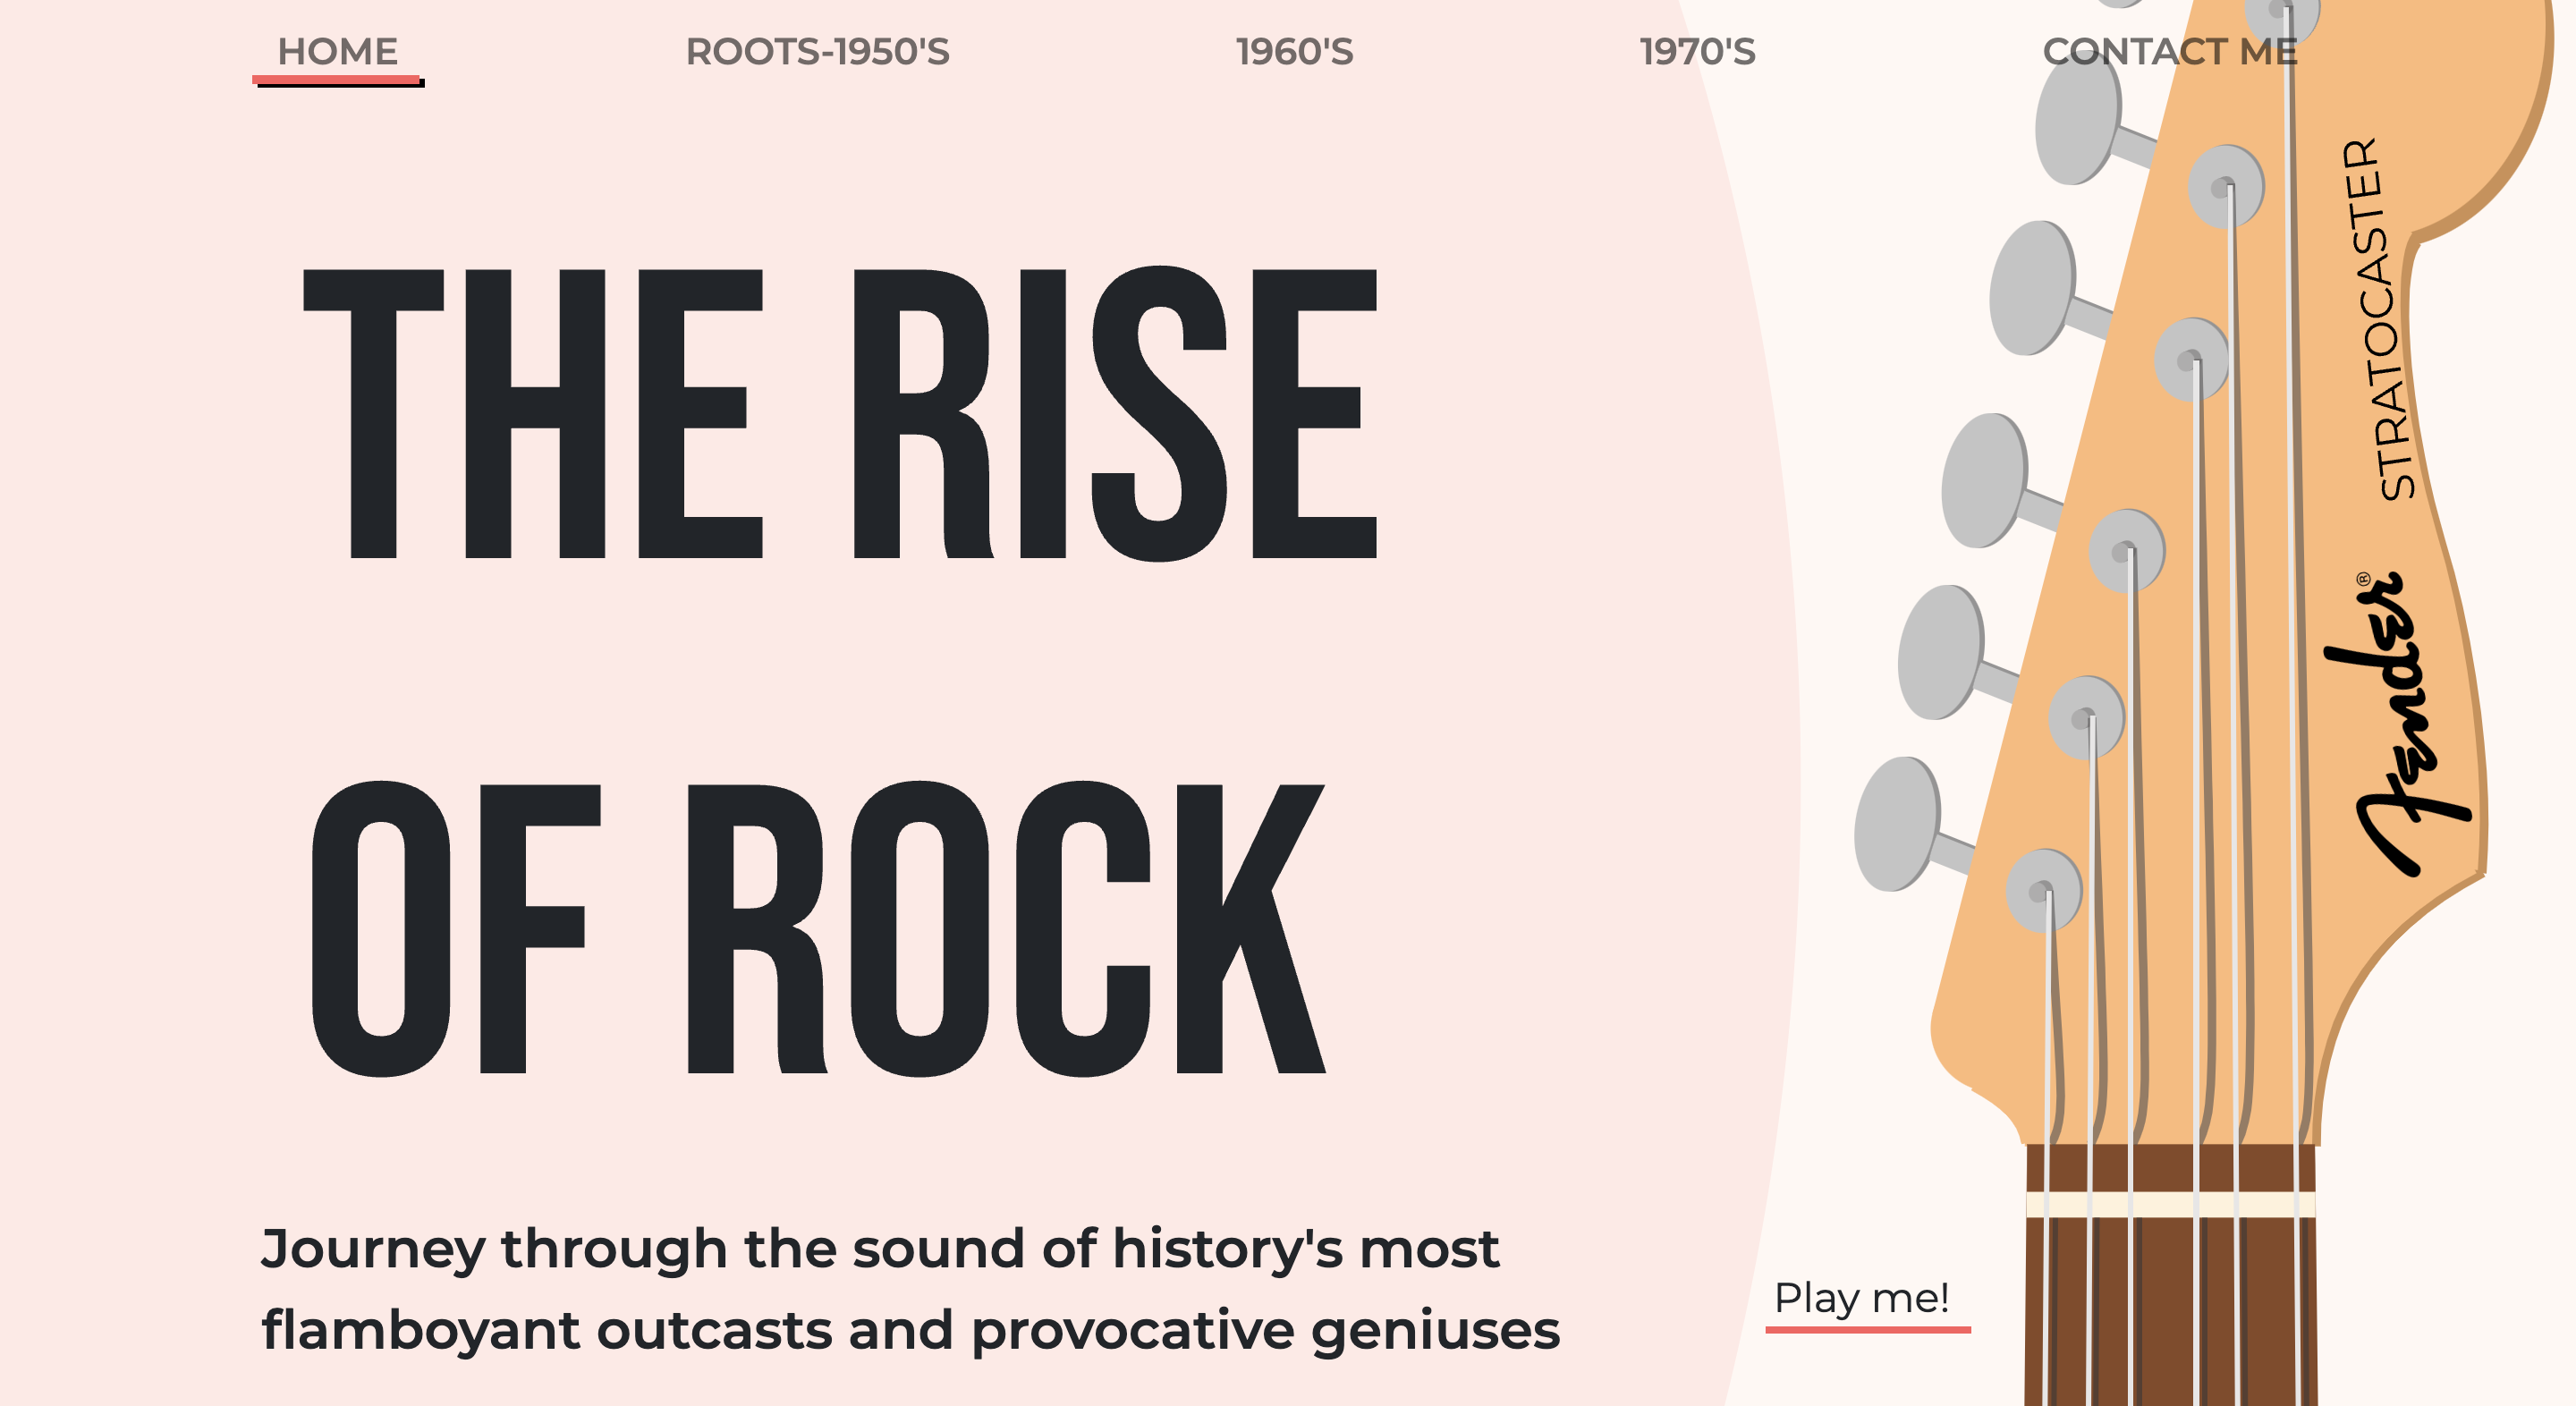 HOME
ROOTS-1950'S
1960'S
1970'S
CONTACT ME
THE RISE
OF ROCK
Journey through the sound of history's most
flamboyant outcasts and provocative geniuses
Play me!
Fender®
STRATOCASTER